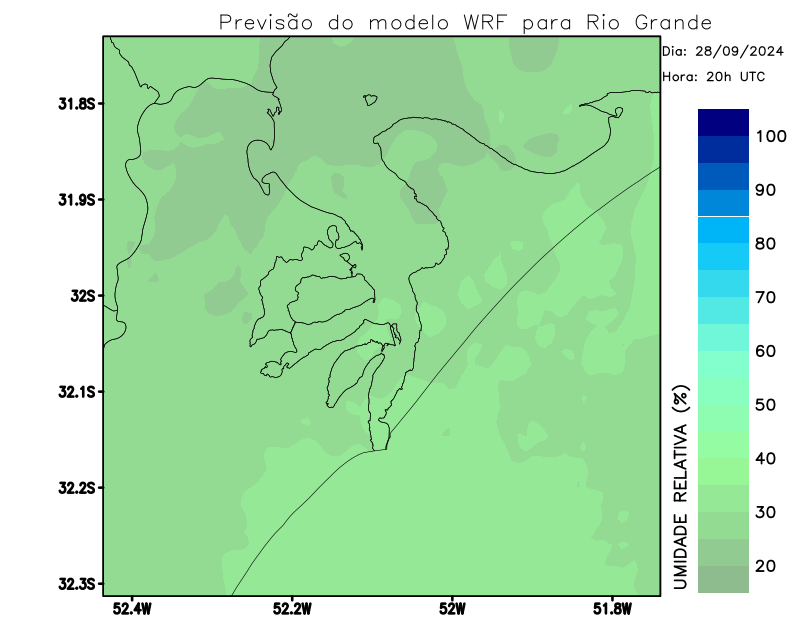 Previsão do modelo WRF para Rio Grande
Dia: 28/09/2024
Hora: 20h UTC
31.8S
31.9S
32S
32.1S
32.2S
32.3S
52.4W
52.2W
52W
51.8W
100
90
80
70
60
50
40
30
20
UMIDADE RELATIVA (%)